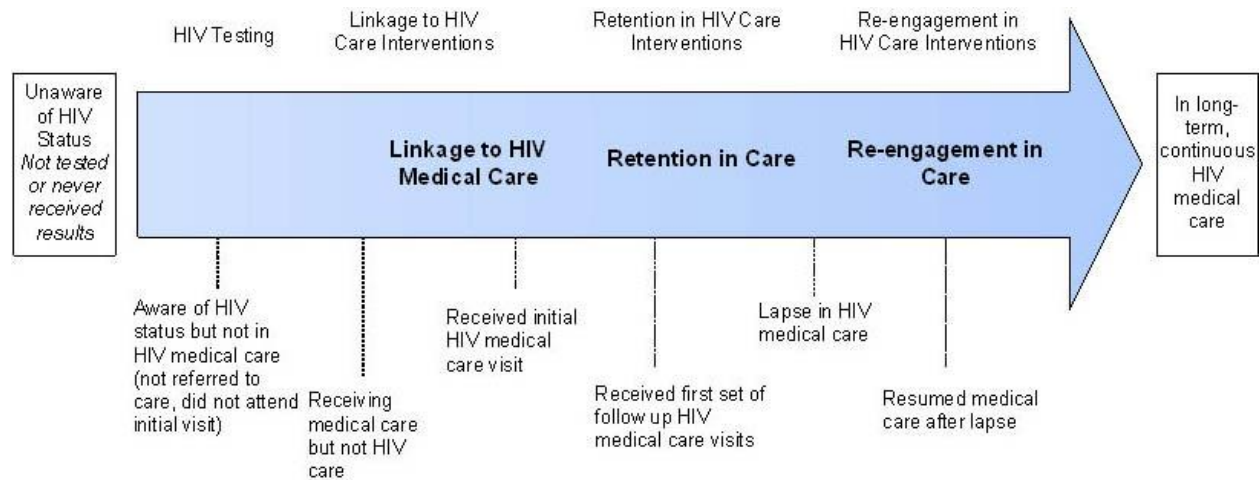 HIV Testing
Linkage to HIV
Care Interventions
Retention in HIV Care
Interventions
Re-engagement in
HIV Care Interventions
Unaware
of HIV
Status
Not tested
or never
received
results
Linkage to HIV
Medical Care
Retention in Care
Re-engagement in
Care
In long-
term,
continuous
HIV
medical
care
Aware of HIV
status but not in
HIV medical care
(not referred to
care, did not attend
initial visit)
Receiving
medical care
but not HIV
care
Received initial
HIV medical
care visit
Received first set of
follow up HIV
medical care visits
Lapse in HIV
medical care
Resumed medical
care after lapse